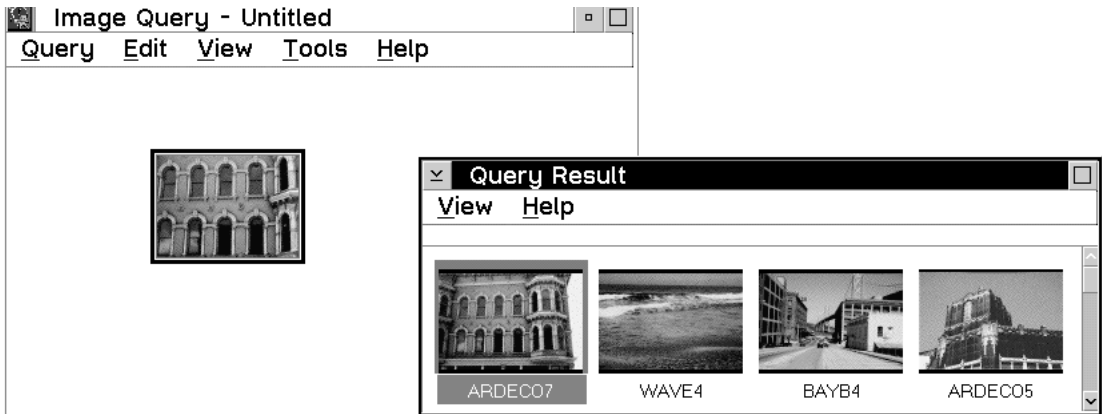 Image Query - Untitled
Query Edit View Tools Help
Query Result
View Help
ARDECO7 WAVE4 BAYB4 ARDECO5